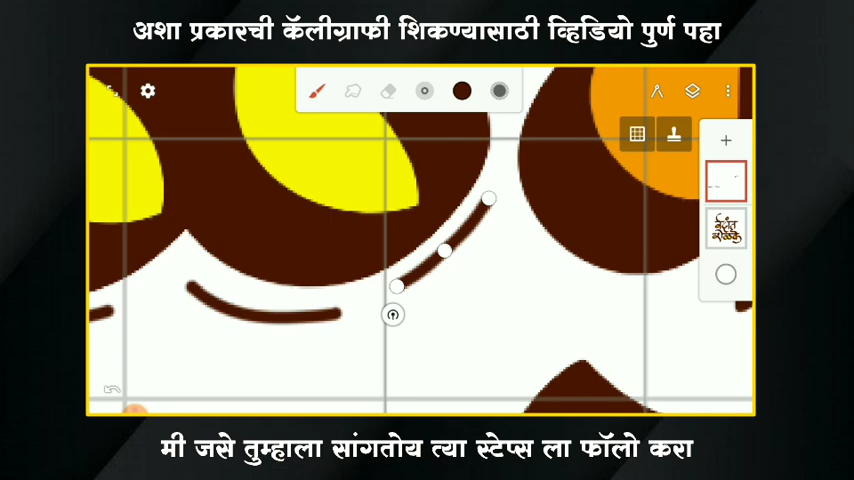 अशा प्रकारची कॅलीग्राफी शिकण्यासाठी व्हिडियो पुर्ण पहा
मी जसे तुम्हाला सांगतोय त्या स्टेप्स ला फॉलो करा